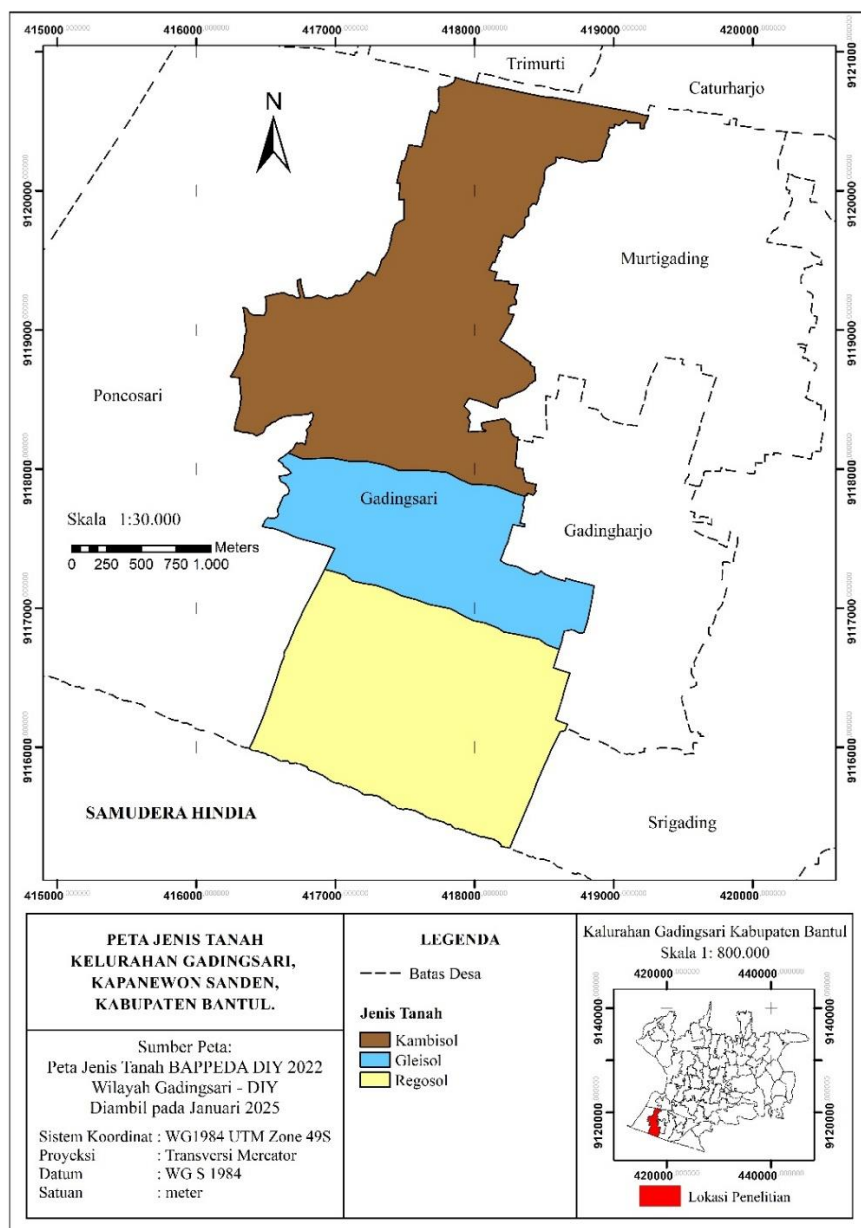 415000 416000 417000 418000 419000 420000
Trimurti
Caturharjo
N
9121000
9120000
9120000
Murtigading
9119000
9119000
Poncosari
9118000
9118000
Gadingsari
Skala 1:30.000
Gadingharjo
Meters
0 250 500 750 1.000
9117000
9117000
9116000
9116000
SAMUDERA HINDIA
Srigading
415000 416000 417000 418000 419000 420000
PETA JENIS TANAH
KELURAHAN GADINGSARI,
KAPANEWON SANDEN,
KABUPATEN BANTUL.
Sumber Peta:
Peta Jenis Tanah BAPPEDA DIY 2022
Wilayah Gadingsari - DIY
Diambil pada Januari 2025
Sistem Koordinat : WG1984 UTM Zone 49S
Proyeksi : Transversi Mercator
Datum : WG S 1984
Satuan : meter
LEGENDA
Batas Desa
Jenis Tanah
Kambisol
Gleisol
Regosol
Kalurahan Gadingsari Kabupaten Bantul
Skala 1: 800.000
420000 440000
9140000
9140000
9120000
9120000
420000 440000
Lokasi Penelitian